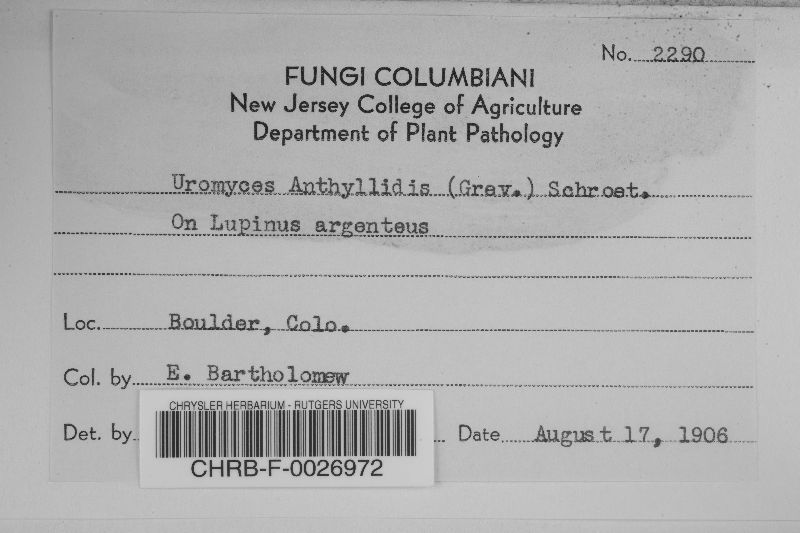 No. 2290
FUNGI COLUMBIANI
New Jersey College of Agriculture
Department of Plant Pathology
Uromyces Anthyllidis (Grev.) Schroet.
On Lupinus argenteus
Loc. Boulder, Colo.
Col. by E. Bartholomew
Det. by
Date August 17, 1906
CHRYSLER HERBARIUM - RUTGERS UNIVERSITY
CHRB-F-0026972